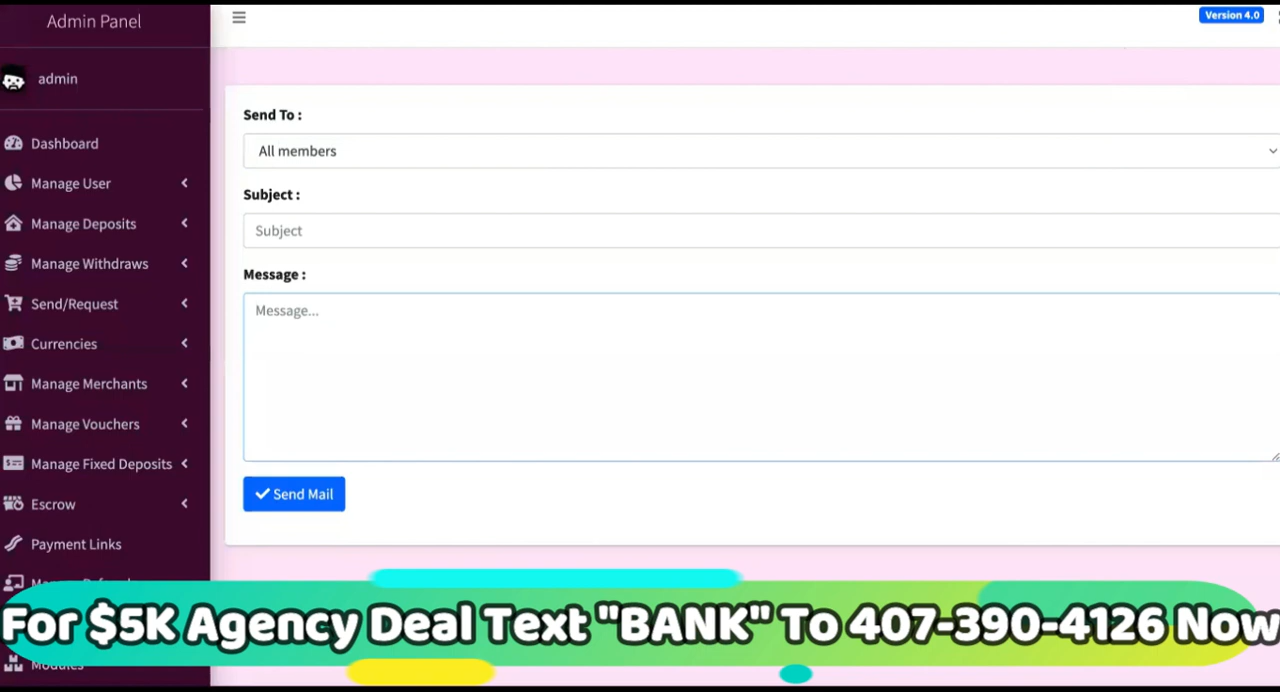 Admin Panel
Version 4.0
admin
Dashboard
Manage User
Manage Deposits
Manage Withdraws
Send/Request
Currencies
Manage Merchants
Manage Vouchers
Manage Fixed Deposits
Escrow
Payment Links
Send To :
All members
Subject :
Subject
Message :
Message...
Send Mail
For $5K Agency Deal Text "BANK" To 407-390-4126 Now
Modules